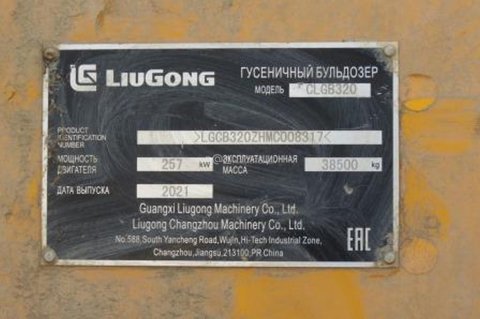 LG LIUGONG
ГУСЕНИЧНЫЙ БУЛЬДОЗЕР
МОДЕЛЬ CLGB320
PRODUCT IDENTIFICATION NUMBER >LGCB320ZHMC008317<
МОЩНОСТЬ ДВИГАТЕЛЯ 257 kW ЭКСПЛУАТАЦИОННАЯ МАССА 38500 kg
ДАТА ВЫПУСКА 2021
Guangxi Liugong Machinery Co., Ltd.
Liugong Changzhou Machinery Co., Ltd.
No.588,South Yancheng Road,Wujin,Hi-Tech Industrial Zone,
Changzhou,Jiangsu,213100,PR China
EAC